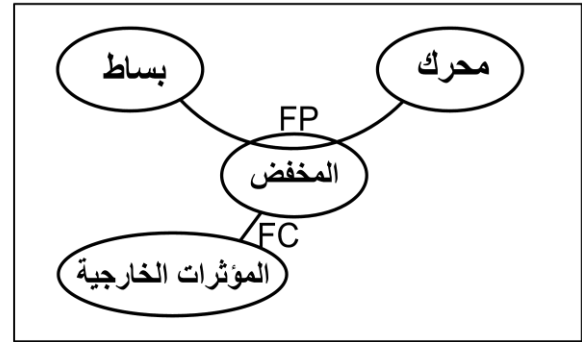 محرك
بساط
FP
المخفض
FC
المؤثرات الخارجية